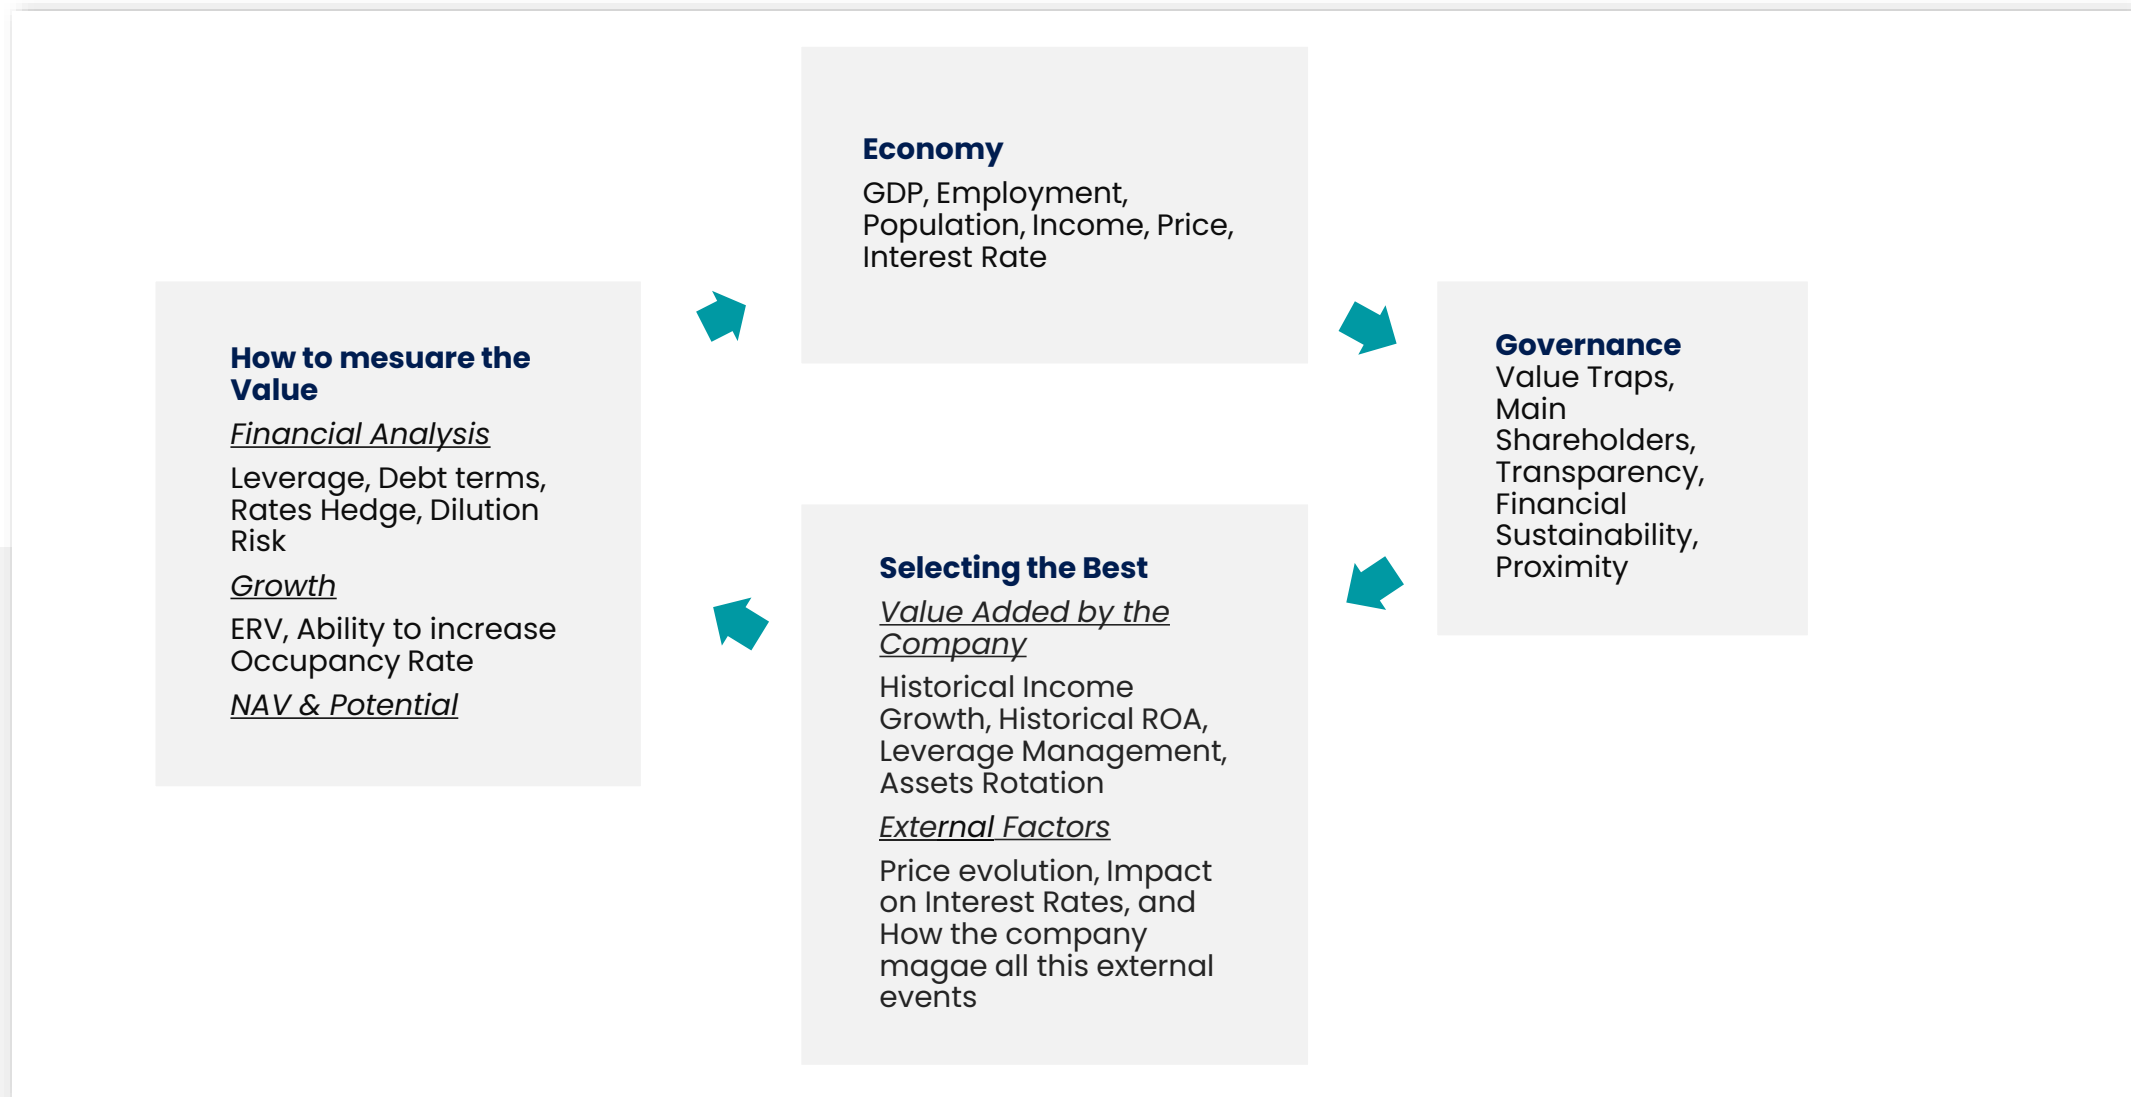 Economy
GDP, Employment,
Population, Income, Price,
Interest Rate
How to mesuare the
Value
Financial Analysis
Leverage, Debt terms,
Rates Hedge, Dilution
Risk
Growth
ERV, Ability to increase
Occupancy Rate
NAV & Potential
Governance
Value Traps,
Main
Shareholders,
Transparency,
Financial
Sustainability,
Proximity
Selecting the Best
Value Added by the
Company
Historical Income
Growth, Historical ROA,
Leverage Management,
Assets Rotation
External Factors
Price evolution, Impact
on Interest Rates, and
How the company
magae all this external
events